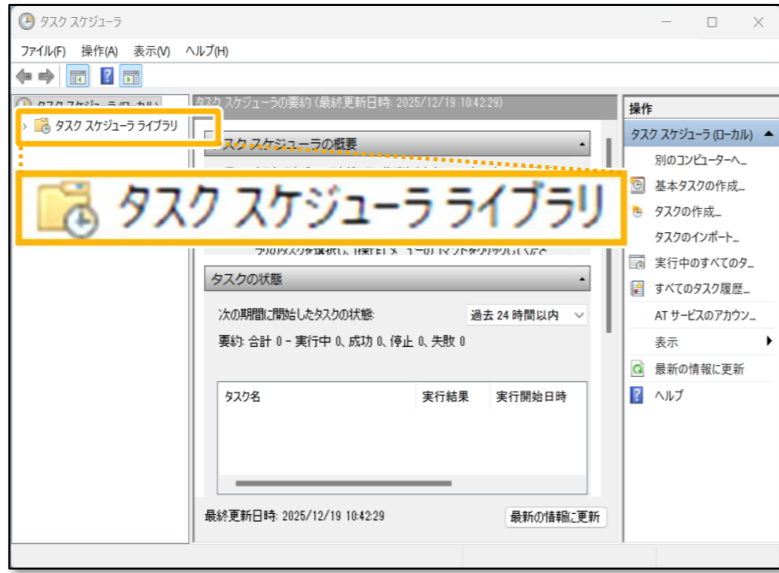 タスク スケジューラ
ファイル(F) 操作(A) 表示(V) ヘルプ(H)
タスク スケジューラ (ローカル)
タスク スケジューラ ライブラリ
タスク スケジューラの要約 (最終更新日時: 2025/12/19 10:42:29)
タスク スケジューラの概要
タスク スケジューラ ライブラリ
タスクの状態
次の期間に開始したタスクの状態:
過去 24 時間以内
要約: 合計 0 - 実行中 0、成功 0、停止 0、失敗 0
タスク名 実行結果 実行開始日時
最終更新日時: 2025/12/19 10:42:29
最新の情報に更新
操作
タスク スケジューラ (ローカル)
別のコンピューターへ...
基本タスクの作成...
タスクの作成...
タスクのインポート...
実行中のすべてのタ...
すべてのタスク履歴...
AT サービスのアカウン...
表示
最新の情報に更新
ヘルプ